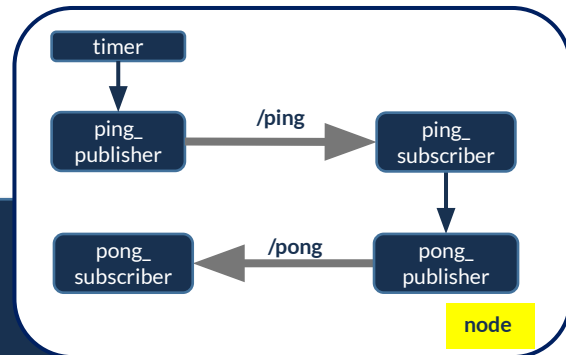 timer
ping_
publisher
/ping
ping_
subscriber
pong_
subscriber
/pong
pong_
publisher
node